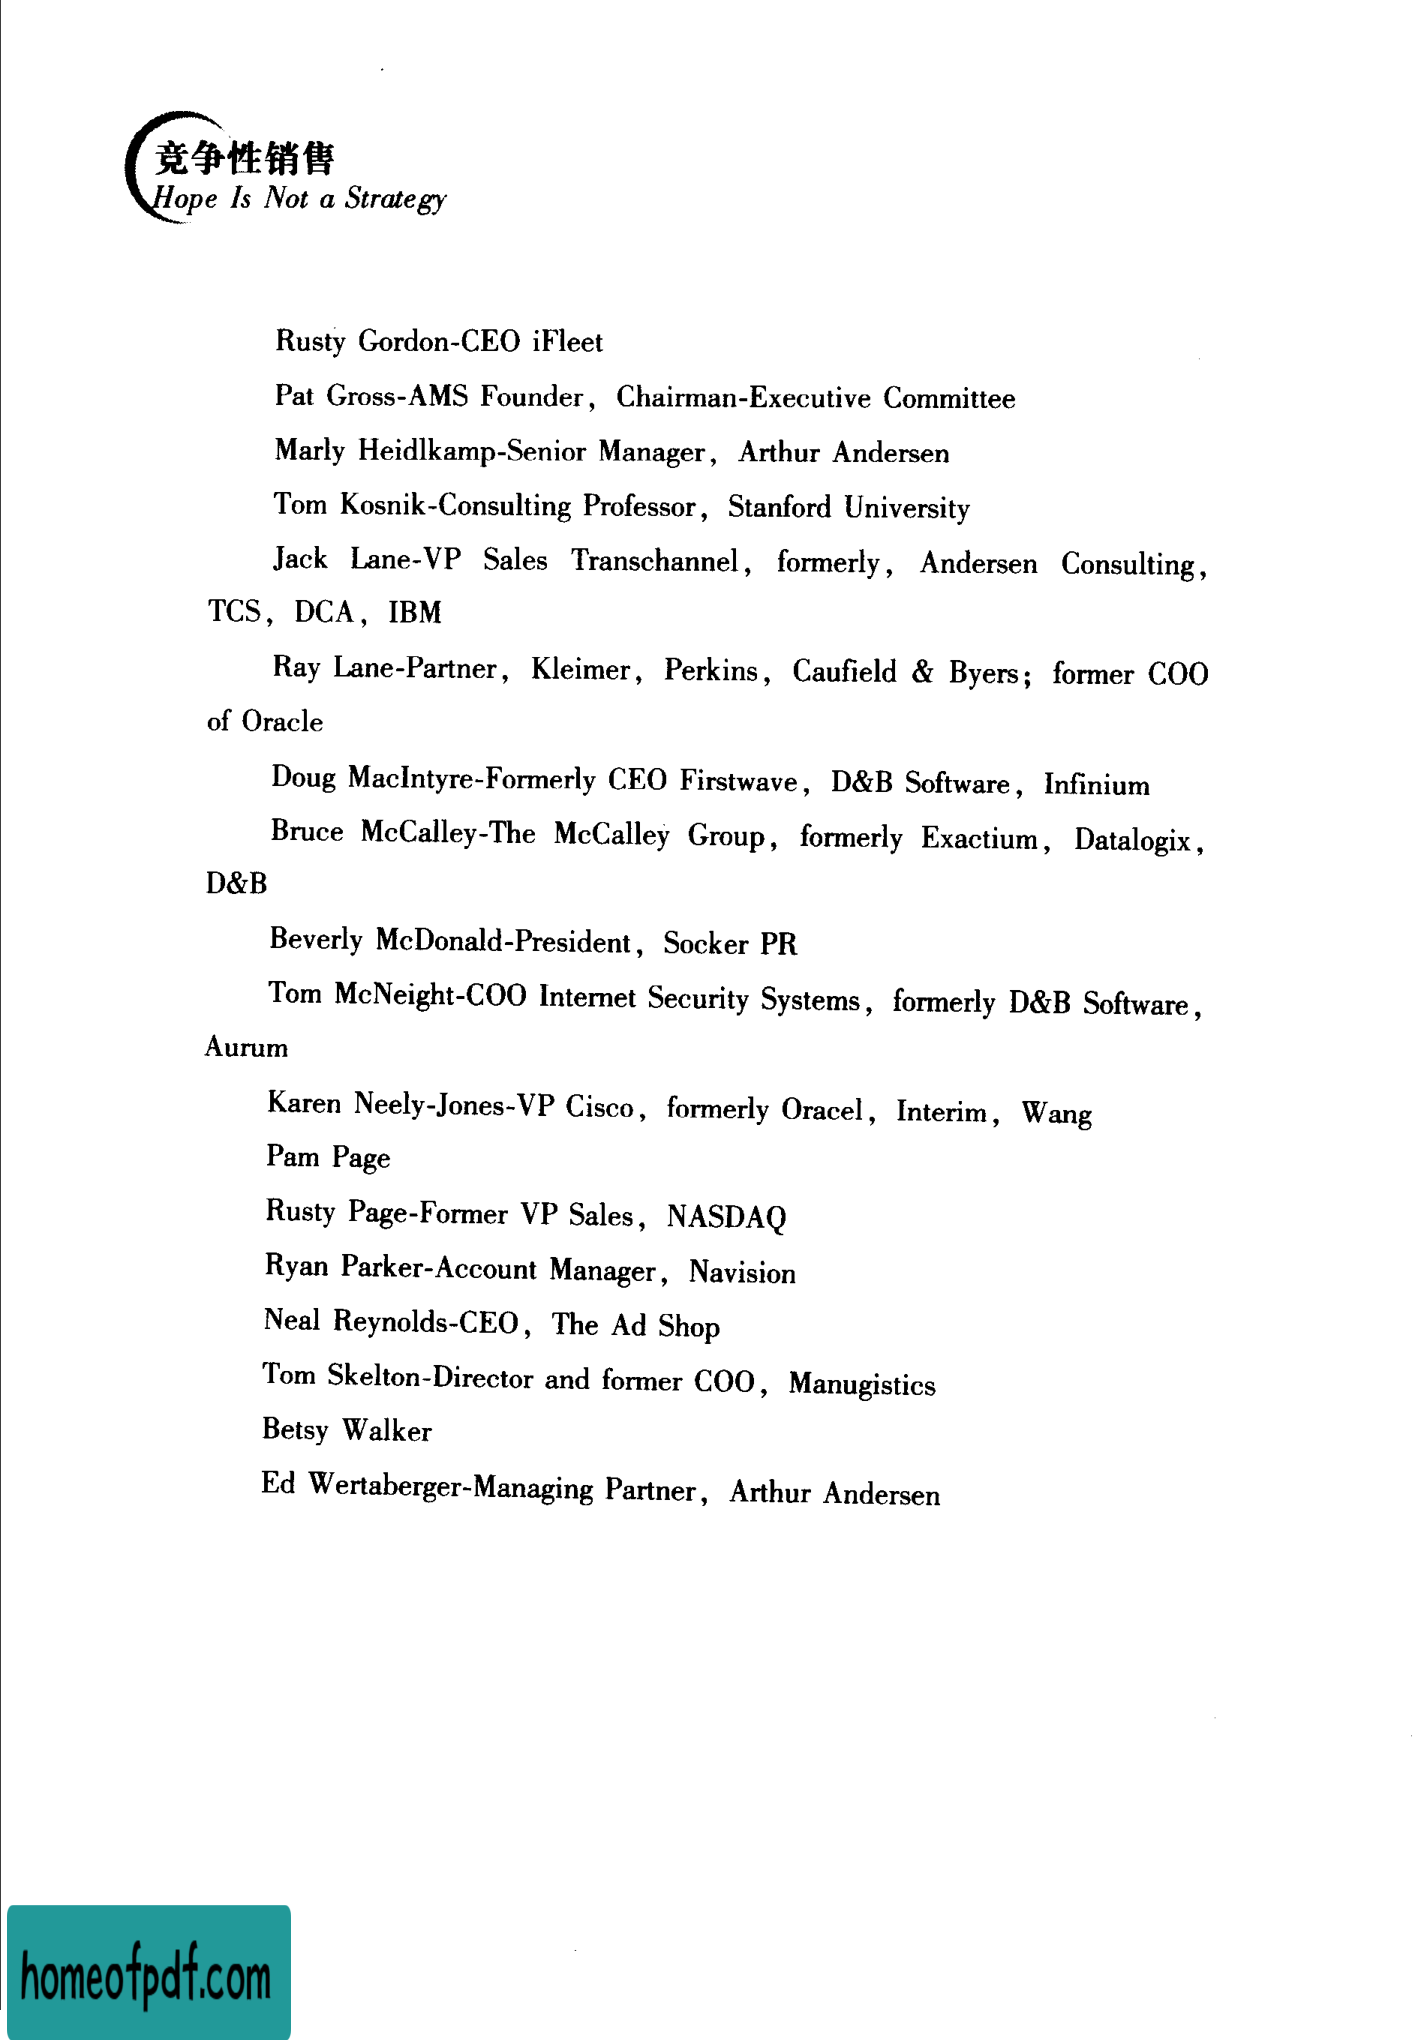 竞争性销售
Hope Is Not a Strategy
Rusty Gordon-CEO iFleet
Pat Gross-AMS Founder, Chairman-Executive Committee
Marly Heidlkamp-Senior Manager, Arthur Andersen
Tom Kosnik-Consulting Professor, Stanford University
Jack Lane-VP Sales Transchannel, formerly, Andersen Consulting,
TCS, DCA, IBM
Ray Lane-Partner, Kleimer, Perkins, Caufield & Byers; former COO
of Oracle
Doug MacIntyre-Formerly CEO Firstwave, D&B Software, Infinium
Bruce McCalley-The McCalley Group, formerly Exactium, Datalogix,
D&B
Beverly McDonald-President, Socker PR
Tom McNeight-COO Internet Security Systems, formerly D&B Software,
Aurum
Karen Neely-Jones-VP Cisco, formerly Oracel, Interim, Wang
Pam Page
Rusty Page-Former VP Sales, NASDAQ
Ryan Parker-Account Manager, Navision
Neal Reynolds-CEO, The Ad Shop
Tom Skelton-Director and former COO, Manugistics
Betsy Walker
Ed Wertaberger-Managing Partner, Arthur Andersen
homeofpdf.com